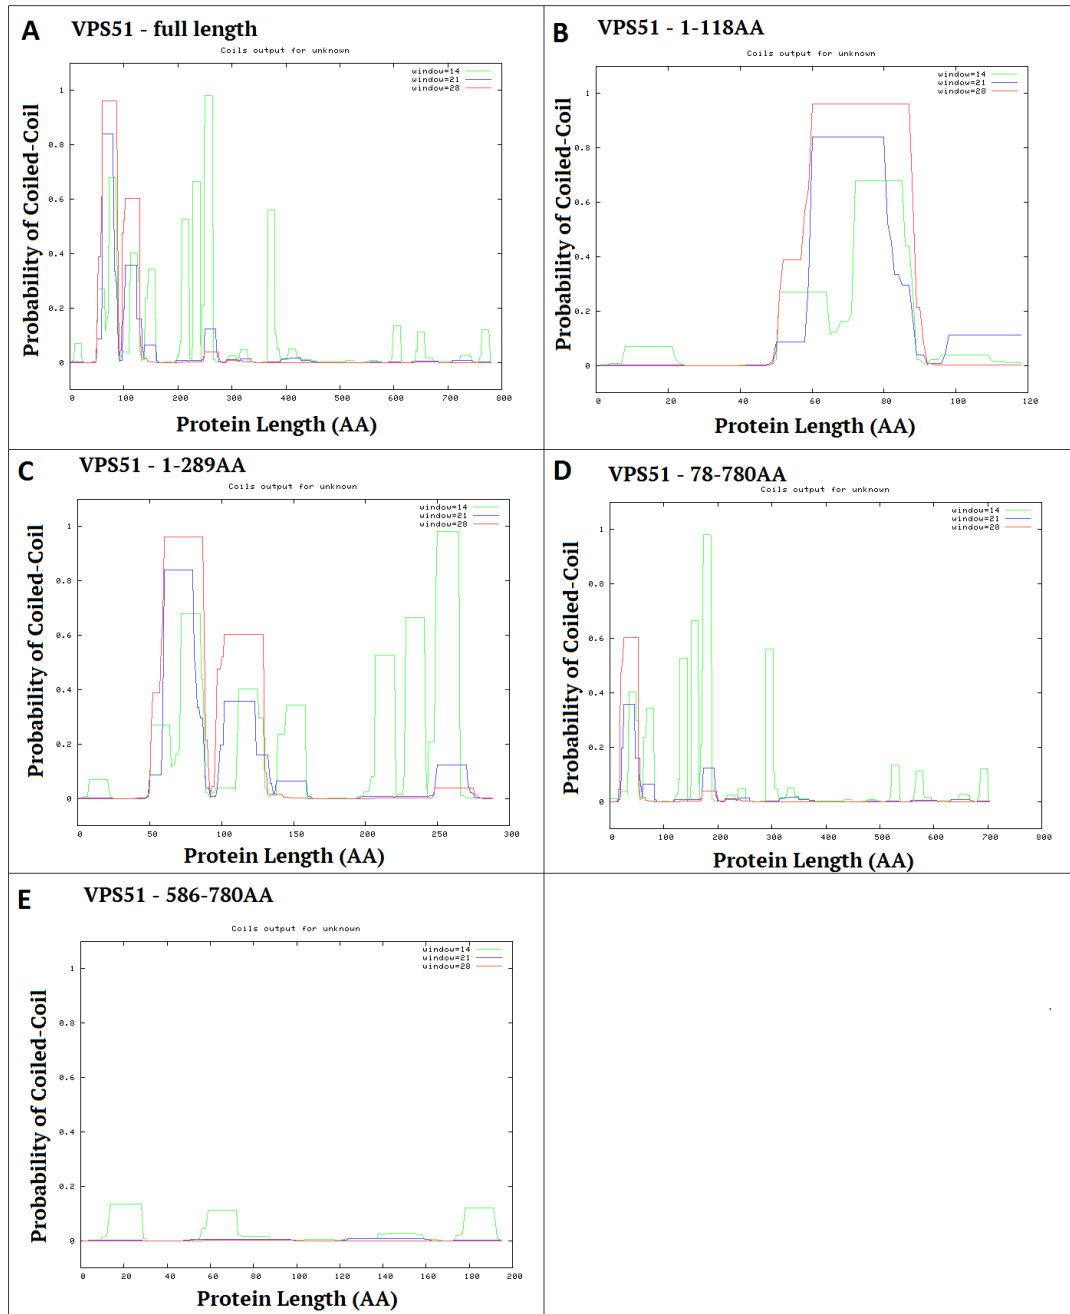 A VPS51 - full length
Coils output for unknown
window=14
window=21
window=28
1
0.8
0.6
0.4
0.2
0
0 100 200 300 400 500 600 700 800
Probability of Coiled-Coil
Protein Length (AA)
B VPS51 - 1-118AA
Coils output for unknown
window=14
window=21
window=28
1
0.8
0.6
0.4
0.2
0
0 20 40 60 80 100 120
Probability of Coiled-Coil
Protein Length (AA)
C VPS51 - 1-289AA
Coils output for unknown
window=14
window=21
window=28
1
0.8
0.6
0.4
0.2
0
0 50 100 150 200 250 300
Probability of Coiled-Coil
Protein Length (AA)
D VPS51 - 78-780AA
Coils output for unknown
window=14
window=21
window=28
1
0.8
0.6
0.4
0.2
0
0 100 200 300 400 500 600 700 800
Probability of Coiled-Coil
Protein Length (AA)
E VPS51 - 586-780AA
Coils output for unknown
window=14
window=21
window=28
1
0.8
0.6
0.4
0.2
0
0 20 40 60 80 100 120 140 160 180 200
Probability of Coiled-Coil
Protein Length (AA)